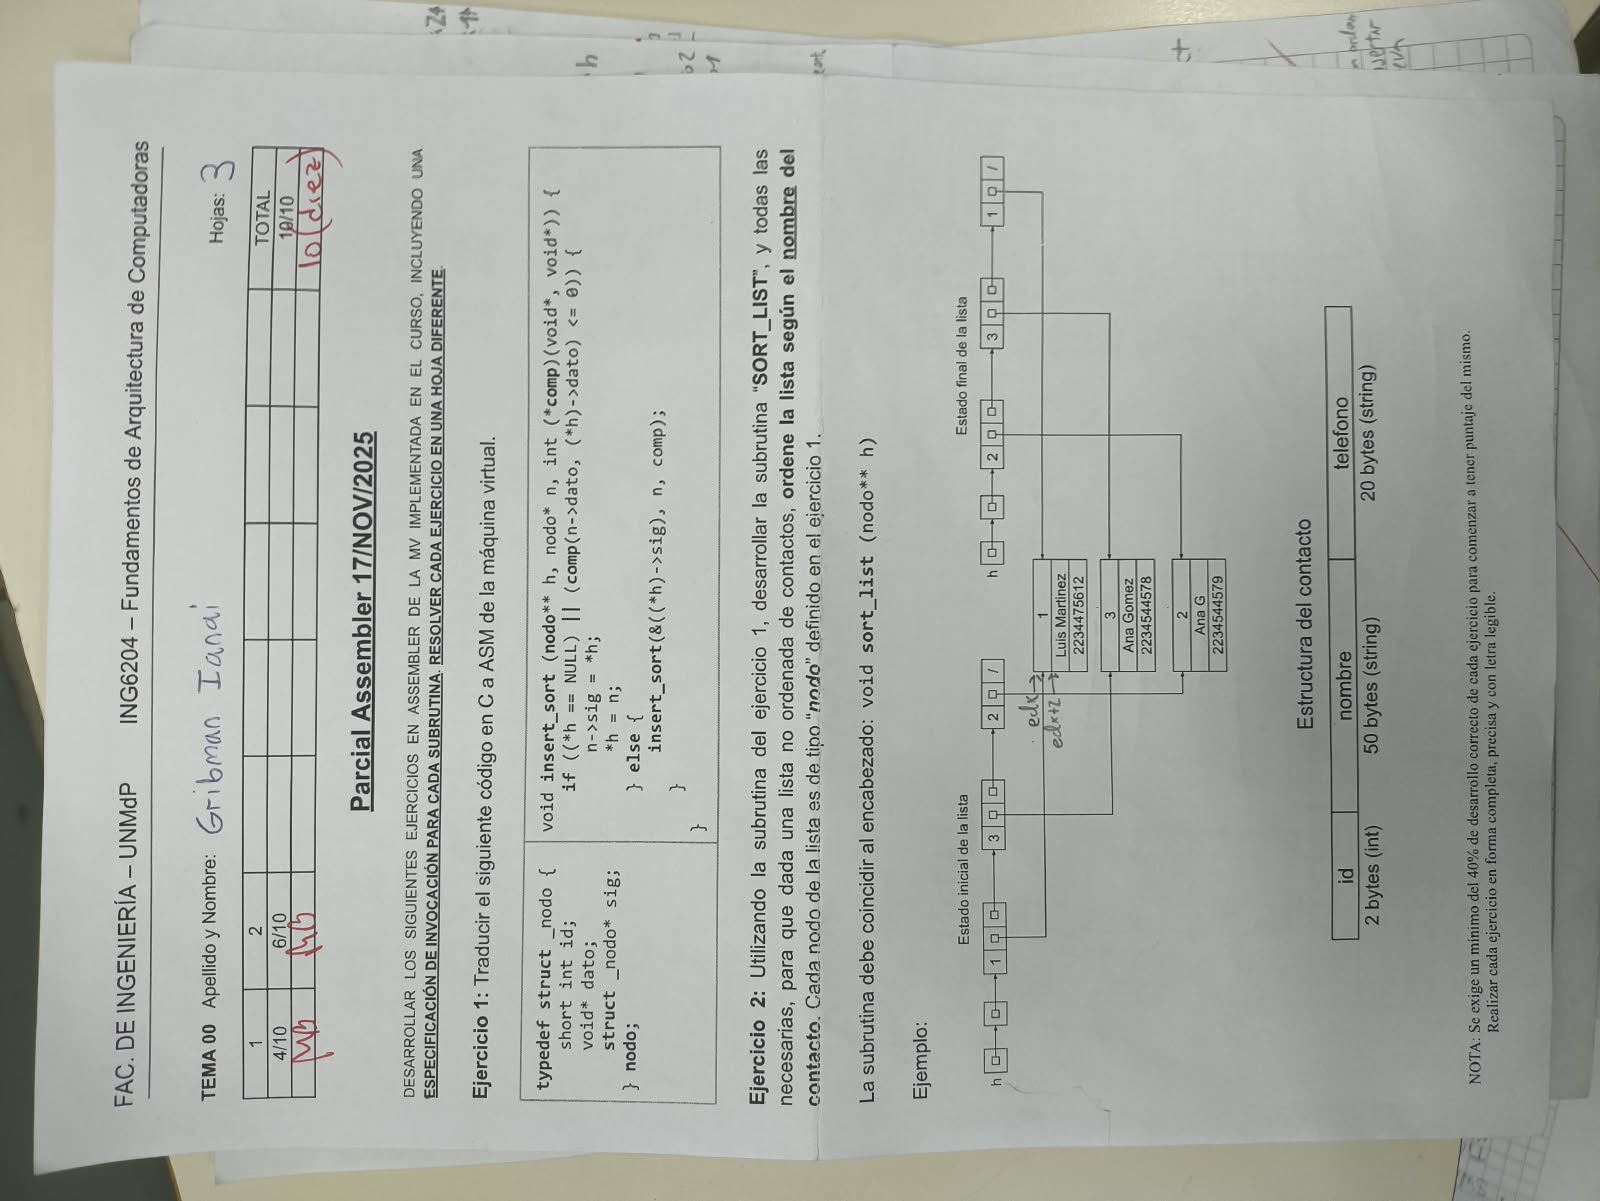 FAC. DE INGENIERÍA – UNMdP ING6204 – Fundamentos de Arquitectura de Computadoras
TEMA 00 Apellido y Nombre: Gribman Ianai Hojas: 3
1 2 TOTAL
4/10 6/10 10/10
MB MB 10 (diez)
Parcial Assembler 17/NOV/2025
DESARROLLAR LOS SIGUIENTES EJERCICIOS EN ASSEMBLER DE LA MV IMPLEMENTADA EN EL CURSO, INCLUYENDO UNA
ESPECIFICACIÓN DE INVOCACIÓN PARA CADA SUBRUTINA. RESOLVER CADA EJERCICIO EN UNA HOJA DIFERENTE.
Ejercicio 1: Traducir el siguiente código en C a ASM de la máquina virtual.
typedef struct _nodo {
short int id;
void* dato;
struct _nodo* sig;
} nodo;
void insert_sort (nodo** h, nodo* n, int (*comp)(void*, void*)) {
if ((*h == NULL) || (comp(n->dato, (*h)->dato) <= 0)) {
n->sig = *h;
*h = n;
} else {
insert_sort(&((*h)->sig), n, comp);
}
}
Ejercicio 2: Utilizando la subrutina del ejercicio 1, desarrollar la subrutina “SORT_LIST”, y todas las
necesarias, para que dada una lista no ordenada de contactos, ordene la lista según el nombre del
contacto. Cada nodo de la lista es de tipo “nodo” definido en el ejercicio 1.
La subrutina debe coincidir al encabezado: void sort_list (nodo** h)
Ejemplo:
Estado inicial de la lista Estado final de la lista
h 1 3 2 / h 2 3 1 /
edx
edx+2
1
Luis Martinez
2234475612
3
Ana Gomez
2234544578
2
Ana G
2234544579
Estructura del contacto
id nombre telefono
2 bytes (int) 50 bytes (string) 20 bytes (string)
NOTA: Se exige un mínimo del 40% de desarrollo correcto de cada ejercicio para comenzar a tener puntaje del mismo.
Realizar cada ejercicio en forma completa, precisa y con letra legible.